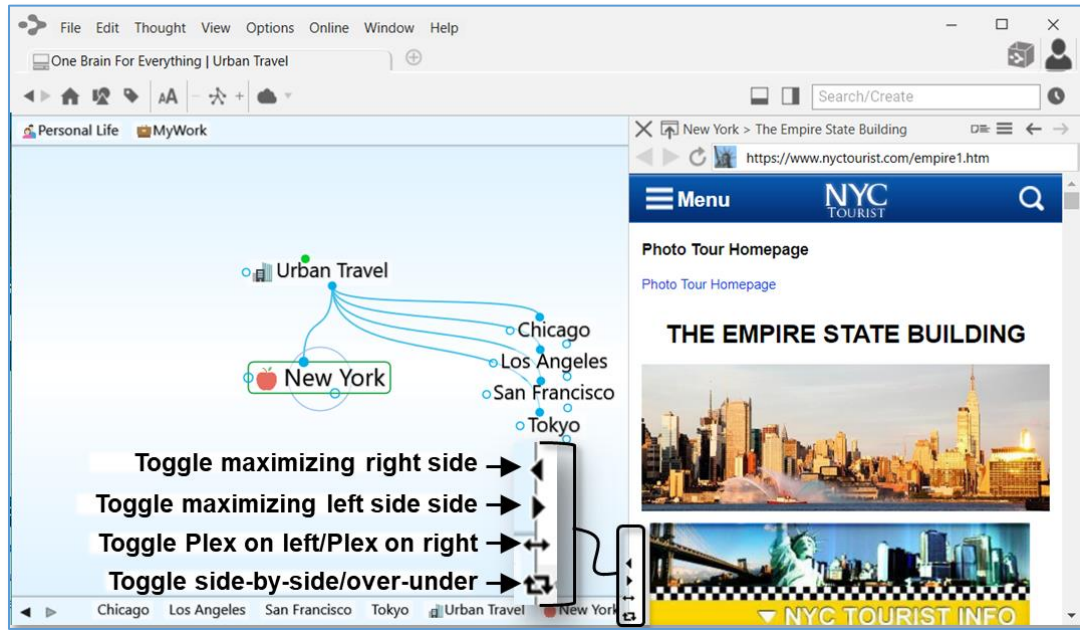 File Edit Thought View Options Online Window Help
One Brain For Everything | Urban Travel
AA
Search/Create
Personal Life MyWork
New York > The Empire State Building
https://www.nyctourist.com/empire1.htm
Menu
NYC
TOURIST
Photo Tour Homepage
Photo Tour Homepage
THE EMPIRE STATE BUILDING
Urban Travel
Chicago
Los Angeles
New York
San Francisco
Tokyo
Toggle maximizing right side
Toggle maximizing left side side
Toggle Plex on left/Plex on right
Toggle side-by-side/over-under
NYC TOURIST INFO
Chicago Los Angeles San Francisco Tokyo Urban Travel New York